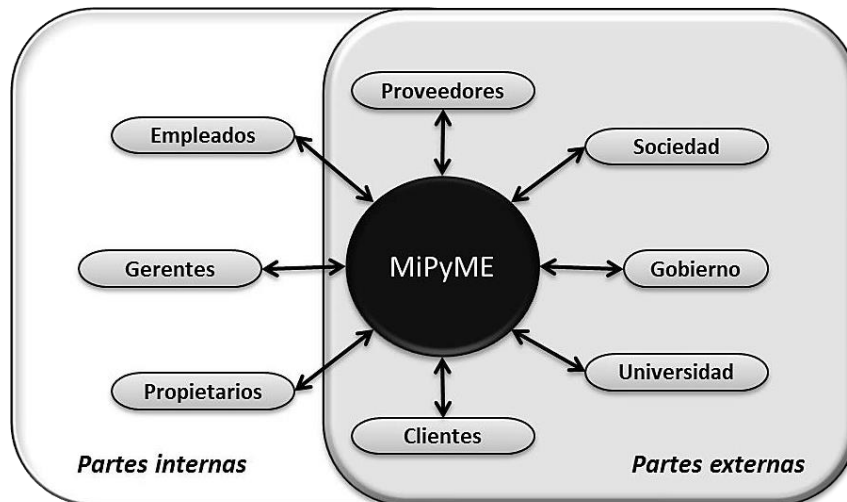 Proveedores
Empleados
Sociedad
Gerentes
MiPyME
Gobierno
Propietarios
Universidad
Clientes
Partes internas
Partes externas